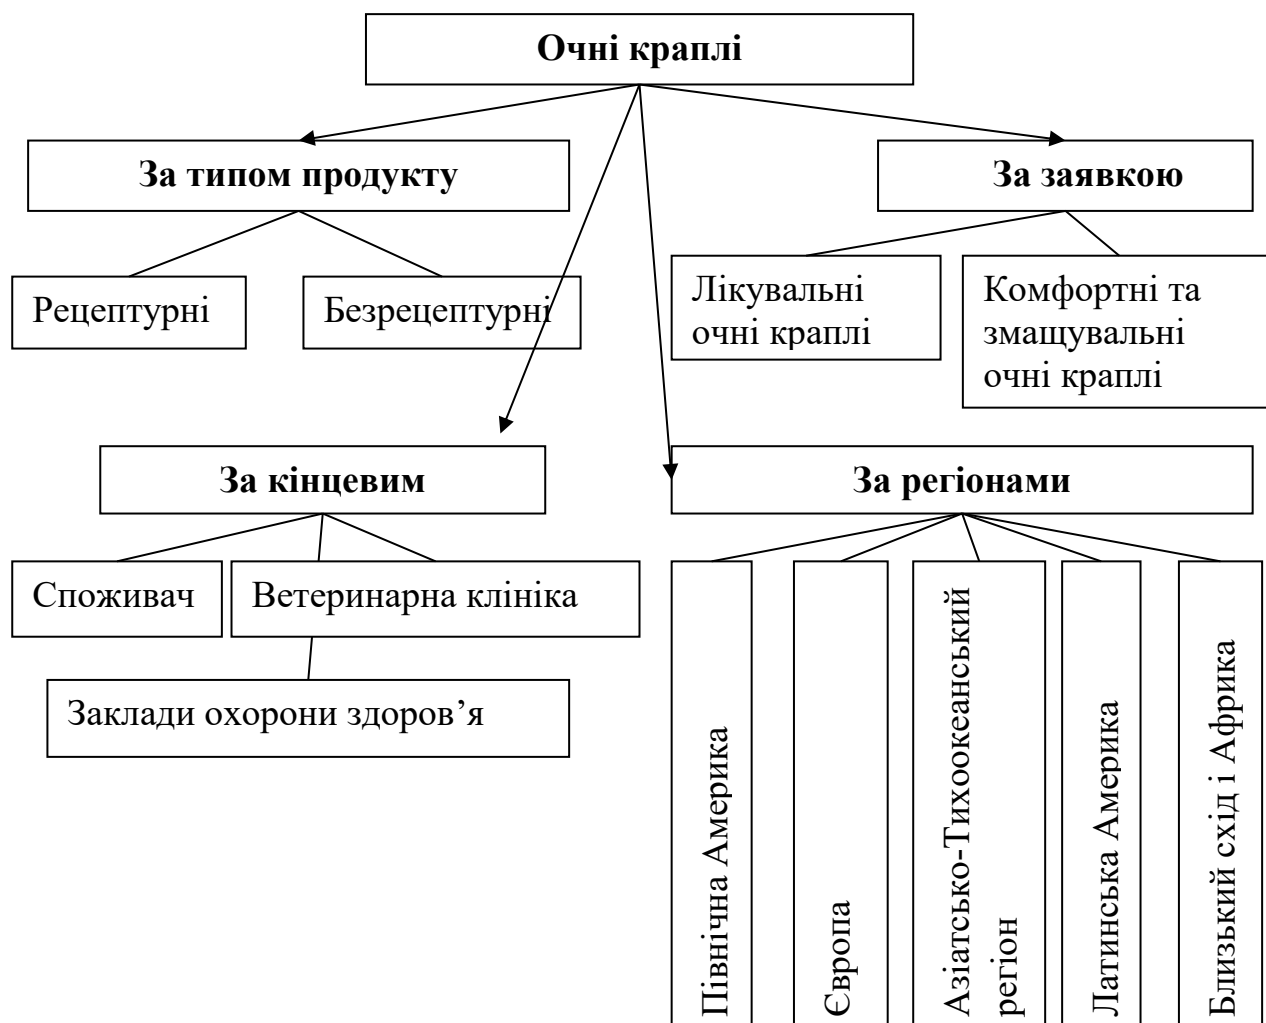 Очні краплі
За типом продукту
За заявкою
Рецептурні
Безрецептурні
Лікувальні
очні краплі
Комфортні та
змащувальні
очні краплі
За кінцевим
За регіонами
Споживач
Ветеринарна клініка
Заклади охорони здоров’я
Північна Америка
Європа
Азіатсько-Тихоокеанський
регіон
Латинська Америка
Близький схід і Африка